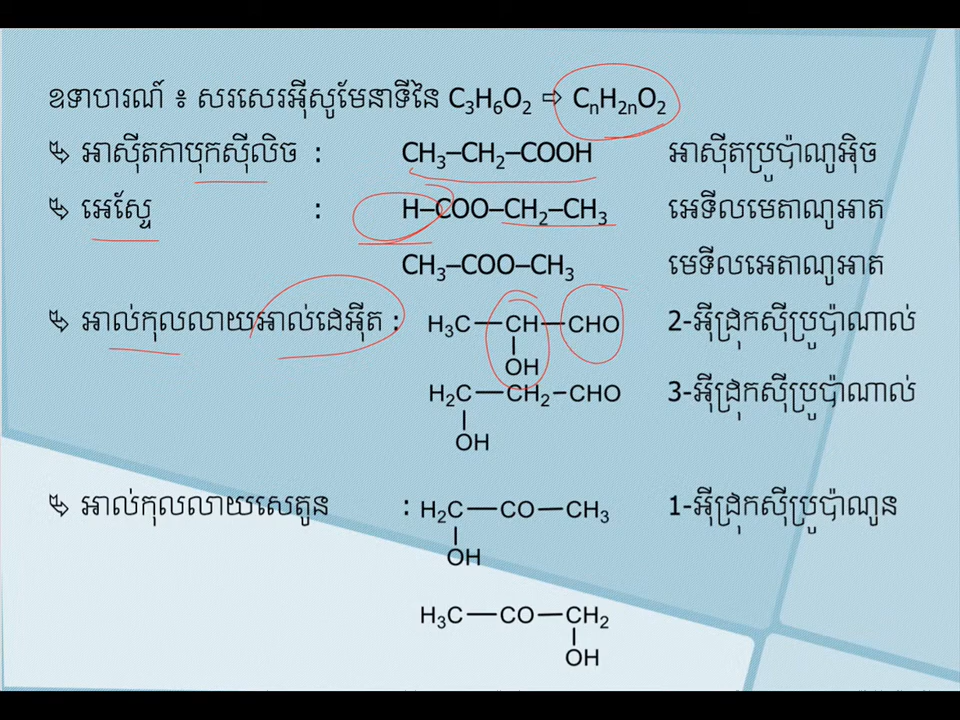 ឧទាហរណ៍ ៖ សរសេរអ៊ីសូមែនាទីនៃ C₃H₆O₂ ⇨ CₙH₂ₙO₂
អាស៊ីតកាបុកស៊ីលិច : CH₃–CH₂–COOH អាស៊ីតប្រូប៉ាណូអ៊ិច
អេស្ទែ : H–COO–CH₂–CH₃ អេទីលមេតាណូអាត
CH₃–COO–CH₃ មេទីលអេតាណូអាត
អាល់កុលលាយអាល់ដេអ៊ីត : H₃C—CH—CHO 2-អ៊ីដ្រុកស៊ីប្រូប៉ាណាល់
OH
H₂C—CH₂–CHO 3-អ៊ីដ្រុកស៊ីប្រូប៉ាណាល់
OH
អាល់កុលលាយសេតូន : H₂C—CO—CH₃ 1-អ៊ីដ្រុកស៊ីប្រូប៉ាណូន
OH
H₃C—CO—CH₂
OH